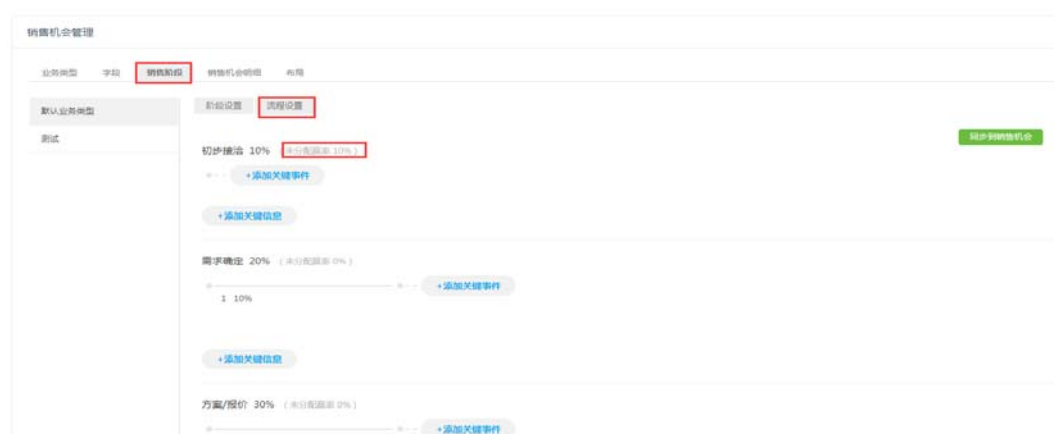 销售机会管理
业务类型 字段 销售阶段 销售机会明细 布局
默认业务类型 阶段设置 流程设置
测试 同步到销售机会
初步接洽 10% (未分配赢率 10%)
+添加关键事件
+添加关键信息
需求确定 20% (未分配赢率 0%)
+添加关键事件
1 10%
+添加关键信息
方案/报价 30% (未分配赢率 0%)
+添加关键事件